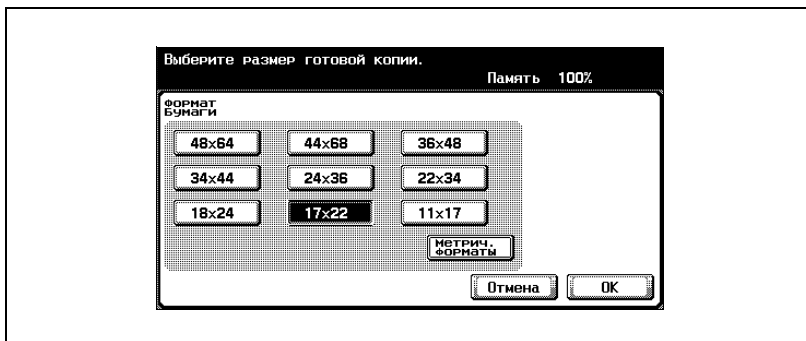 Выберите размер готовой копии.
Память 100%
Формат
Бумаги
48x64 44x68 36x48
34x44 24x36 22x34
18x24 17x22 11x17
Метрич.
Форматы
Отмена OK